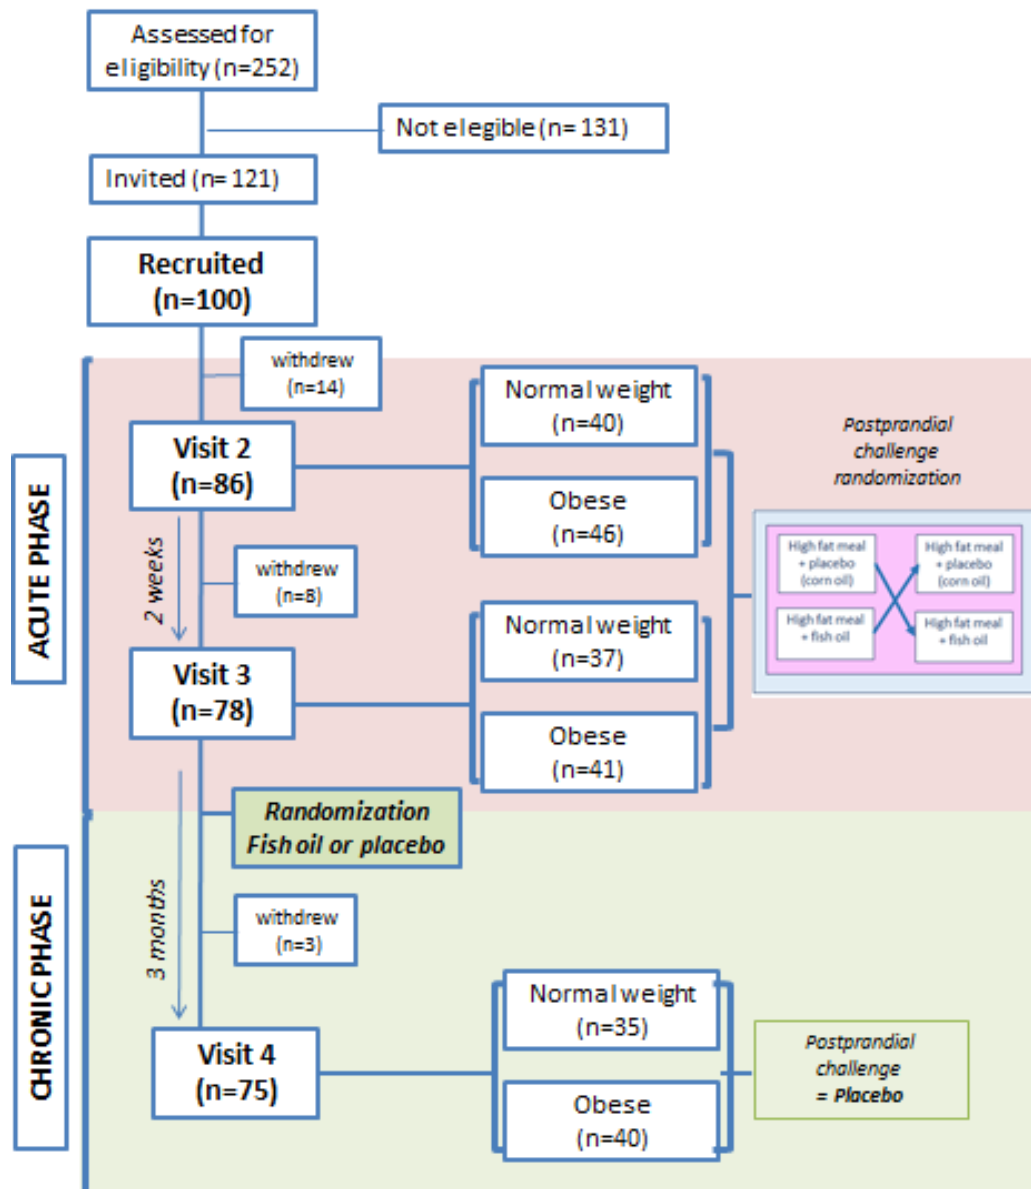 Assessed for
eligibility (n=252)
Not elegible (n= 131)
Invited (n= 121)
Recruited
(n=100)
withdrew
(n=14)
Normal weight
(n=40)
Visit 2
(n=86)
Obese
(n=46)
Postprandial
challenge
randomization
High fat meal
+ placebo
(corn oil)
High fat meal
+ placebo
(corn oil)
High fat meal
+ fish oil
High fat meal
+ fish oil
ACUTE PHASE
2 weeks
withdrew
(n=8)
Normal weight
(n=37)
Visit 3
(n=78)
Obese
(n=41)
Randomization
Fish oil or placebo
CHRONIC PHASE
3 months
withdrew
(n=3)
Normal weight
(n=35)
Visit 4
(n=75)
Obese
(n=40)
Postprandial
challenge
= Placebo